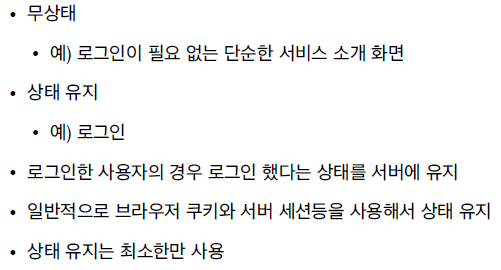 • 무상태
• 예) 로그인이 필요 없는 단순한 서비스 소개 화면
• 상태 유지
• 예) 로그인
• 로그인한 사용자의 경우 로그인 했다는 상태를 서버에 유지
• 일반적으로 브라우저 쿠키와 서버 세션등을 사용해서 상태 유지
• 상태 유지는 최소한만 사용